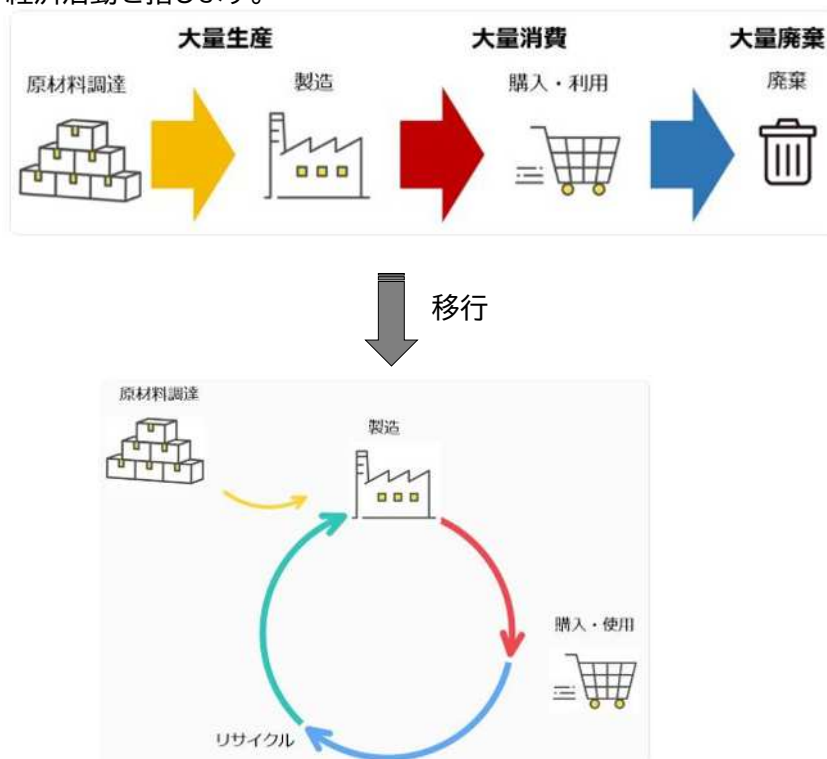 大量生産 大量消費 大量廃棄
原材料調達 製造 購入・利用 廃棄
移行
原材料調達
製造
購入・使用
リサイクル